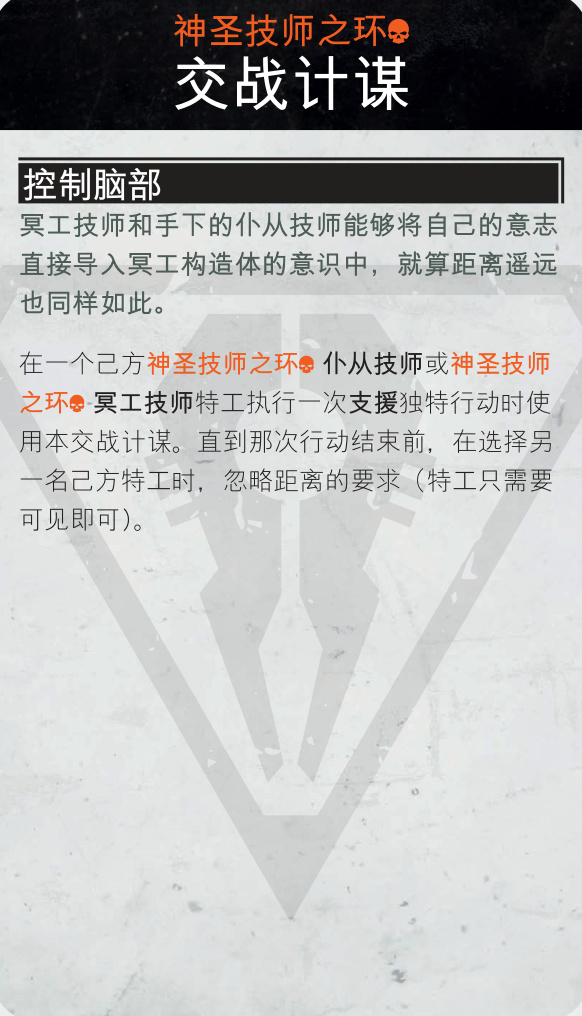 神圣技师之环
交战计谋
控制脑部
冥工技师和手下的仆从技师能够将自己的意志
直接导入冥工构造体的意识中，就算距离遥远
也同样如此。
在一个己方神圣技师之环 仆从技师或神圣技师
之环 冥工技师特工执行一次支援独特行动时使
用本交战计谋。直到那次行动结束前，在选择另
一名己方特工时，忽略距离的要求（特工只需要
可见即可）。